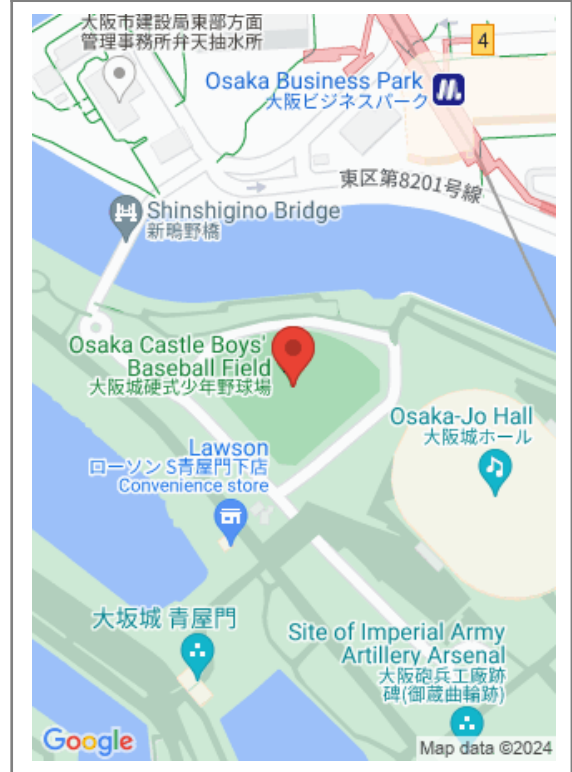 大阪市建設局東部方面
管理事務所弁天抽水所
4
Osaka Business Park
大阪ビジネスパーク
東区第8201号線
Shinshigino Bridge
新鴫野橋
Osaka Castle Boys'
Baseball Field
大阪城硬式少年野球場
Osaka-Jo Hall
大阪城ホール
Lawson
ローソン S青屋門下店
Convenience store
大坂城 青屋門
Site of Imperial Army
Artillery Arsenal
大阪砲兵工廠跡
碑(御蔵曲輪跡)
Google
Map data ©2024